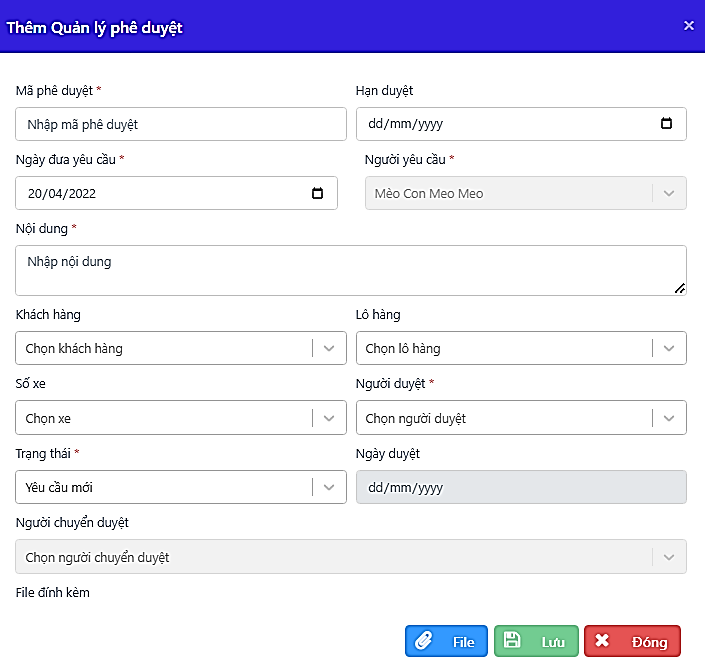 Thêm Quản lý phê duyệt
Mã phê duyệt * Hạn duyệt
Nhập mã phê duyệt dd/mm/yyyy
Ngày đưa yêu cầu * Người yêu cầu *
20/04/2022 Mèo Con Meo Meo
Nội dung *
Nhập nội dung
Khách hàng Lô hàng
Chọn khách hàng Chọn lô hàng
Số xe Người duyệt *
Chọn xe Chọn người duyệt
Trạng thái * Ngày duyệt
Yêu cầu mới dd/mm/yyyy
Người chuyển duyệt
Chọn người chuyển duyệt
File đính kèm
File Lưu Đóng